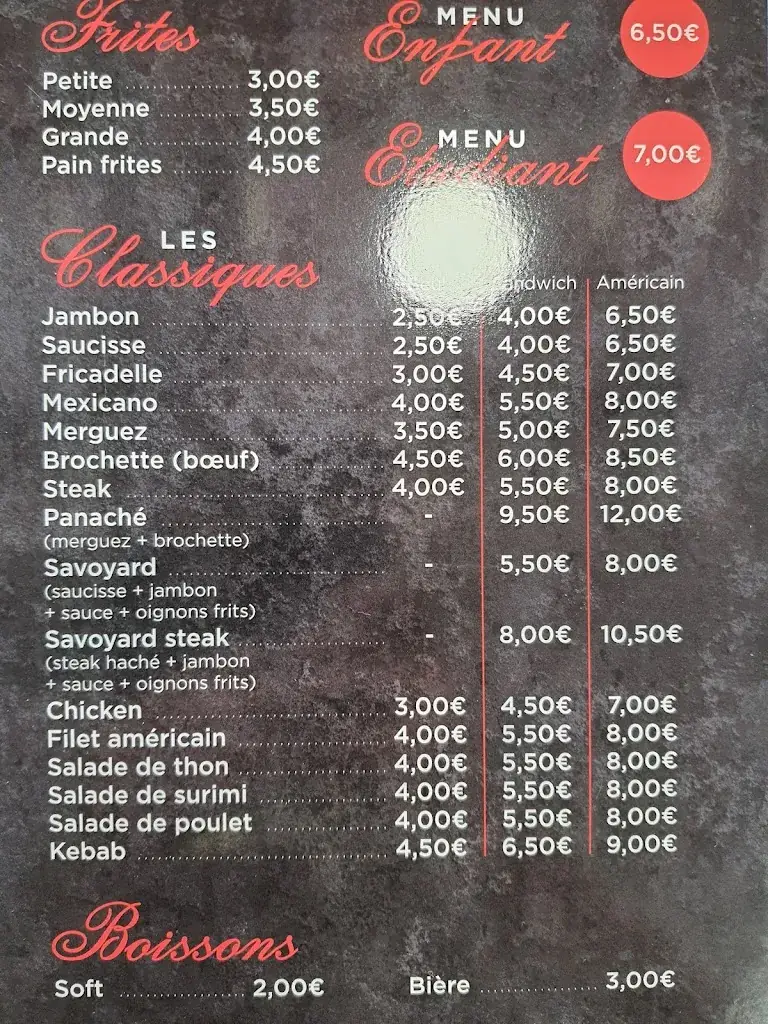 Frites
Petite ........................ 3,00€
Moyenne .................. 3,50€
Grande ..................... 4,00€
Pain frites .............. 4,50€
MENU
Enfant
6,50€
MENU
Etudiant
7,00€
LES
Classiques
Sandwich Américain
Jambon 2,50€ 4,00€ 6,50€
Saucisse 2,50€ 4,00€ 6,50€
Fricadelle 3,00€ 4,50€ 7,00€
Mexicano 4,00€ 5,50€ 8,00€
Merguez 3,50€ 5,00€ 7,50€
Brochette (bœuf) 4,50€ 6,00€ 8,50€
Steak 4,00€ 5,50€ 8,00€
Panaché - 9,50€ 12,00€
(merguez + brochette)
Savoyard - 5,50€ 8,00€
(saucisse + jambon
+ sauce + oignons frits)
Savoyard steak - 8,00€ 10,50€
(steak haché + jambon
+ sauce + oignons frits)
Chicken 3,00€ 4,50€ 7,00€
Filet américain 4,00€ 5,50€ 8,00€
Salade de thon 4,00€ 5,50€ 8,00€
Salade de surimi 4,00€ 5,50€ 8,00€
Salade de poulet 4,00€ 5,50€ 8,00€
Kebab 4,50€ 6,50€ 9,00€
Boissons
Soft .................... 2,00€ Bière .................... 3,00€